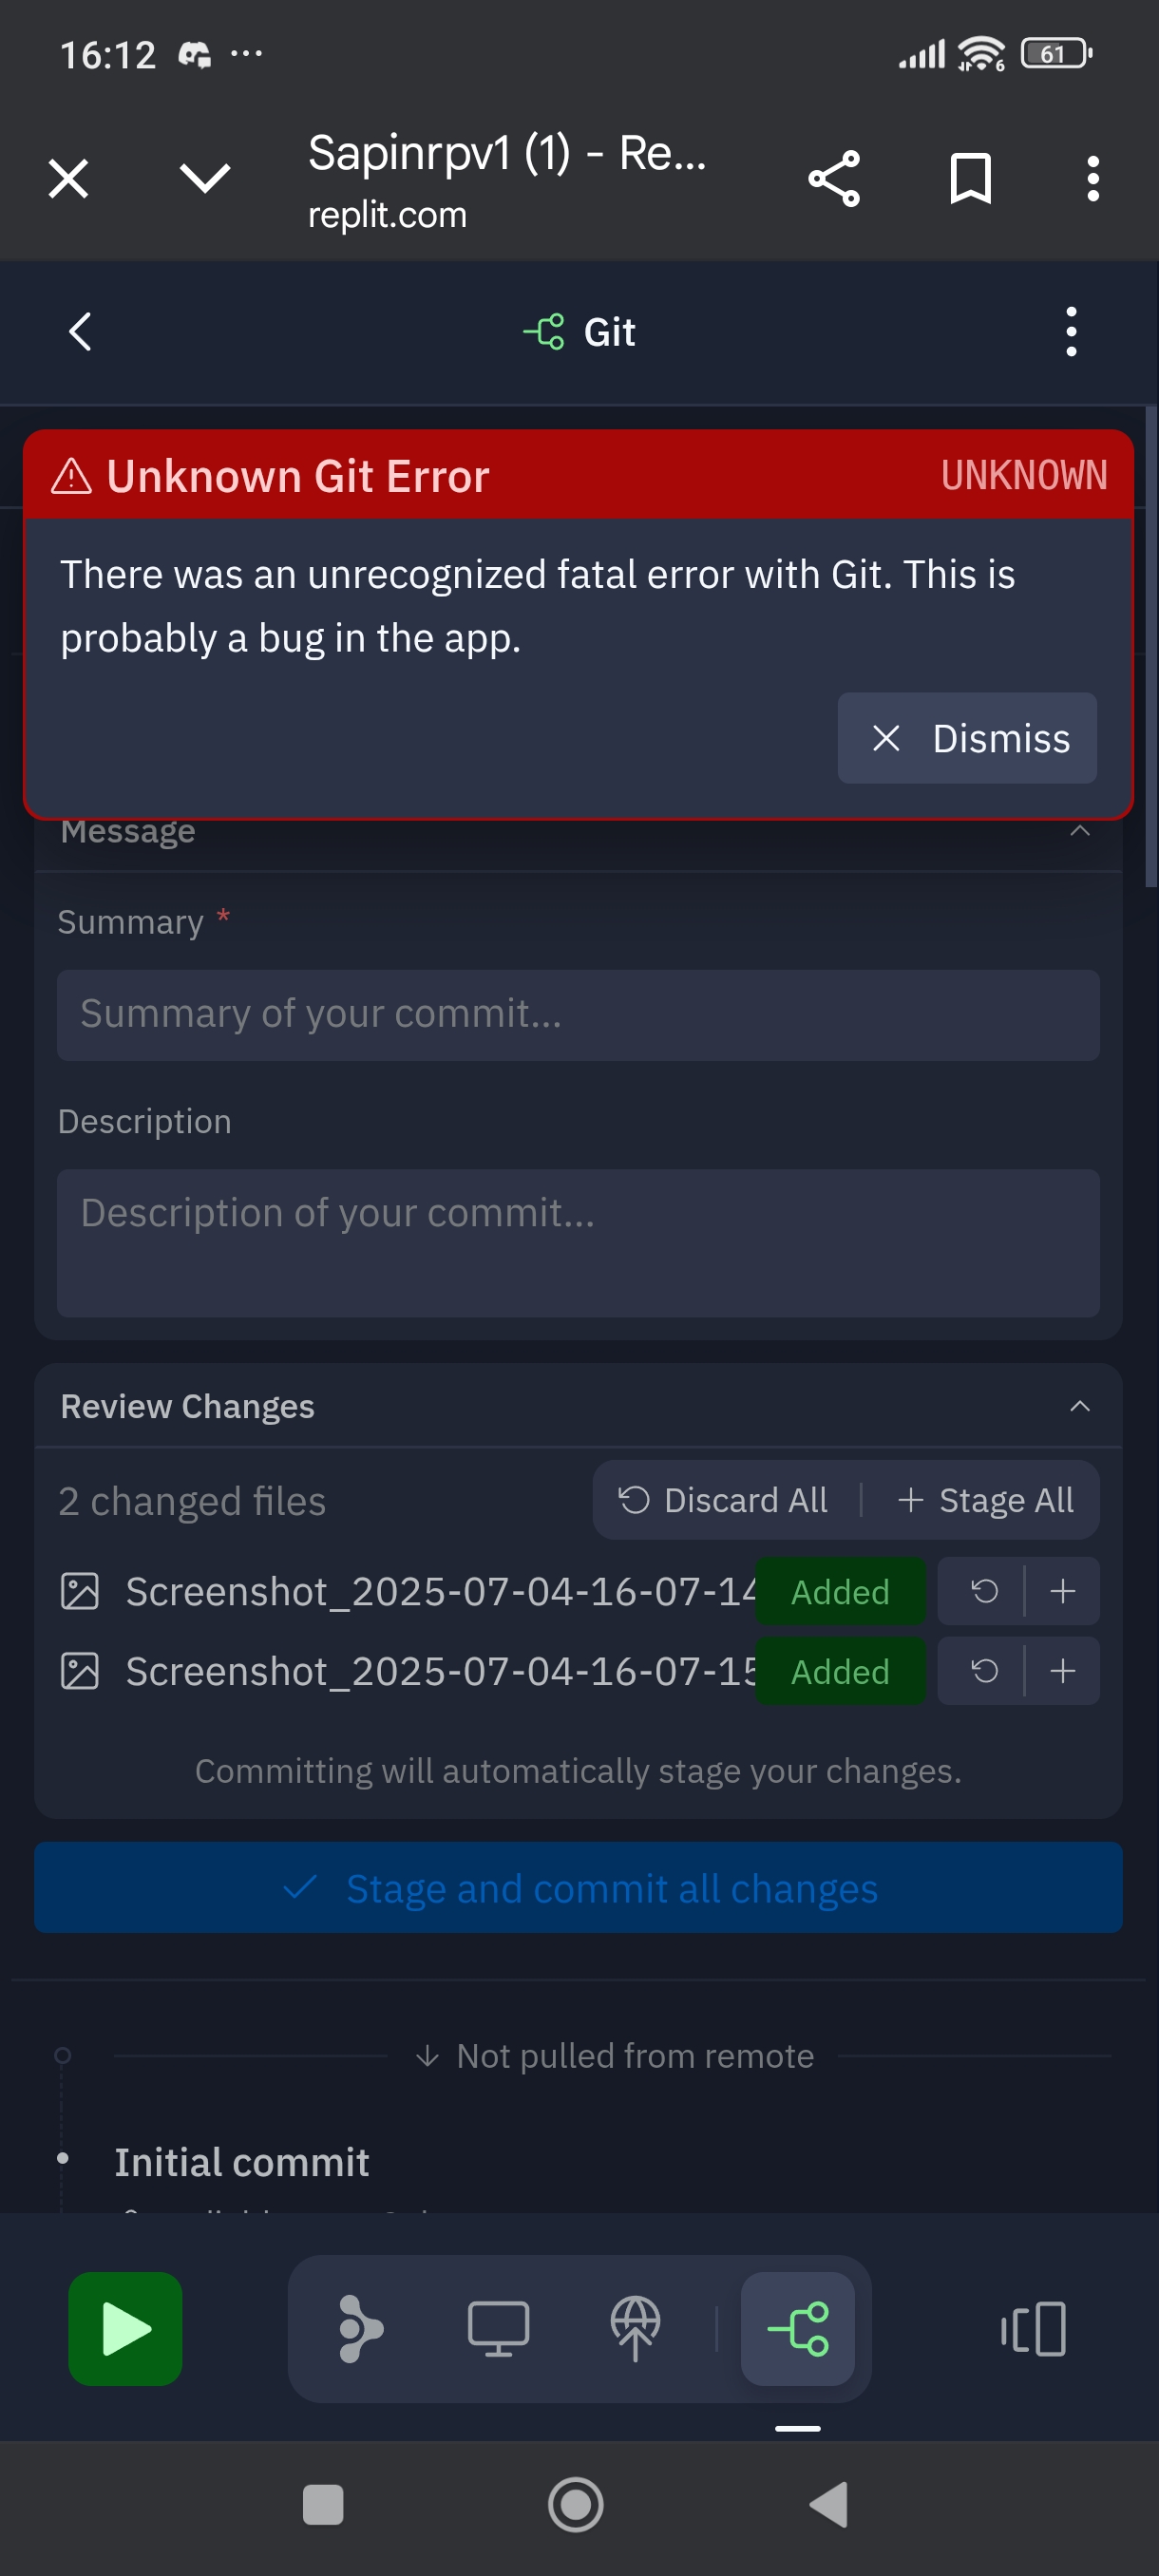 16:12
61
6
Sapinrpv1 (1) - Re...
replit.com
Git
Unknown Git Error
UNKNOWN
There was an unrecognized fatal error with Git. This is
probably a bug in the app.
Dismiss
Message
Summary *
Summary of your commit...
Description
Description of your commit...
Review Changes
2 changed files
Discard All
Stage All
Screenshot_2025-07-04-16-07-14
Added
Screenshot_2025-07-04-16-07-15
Added
Committing will automatically stage your changes.
Stage and commit all changes
Not pulled from remote
Initial commit